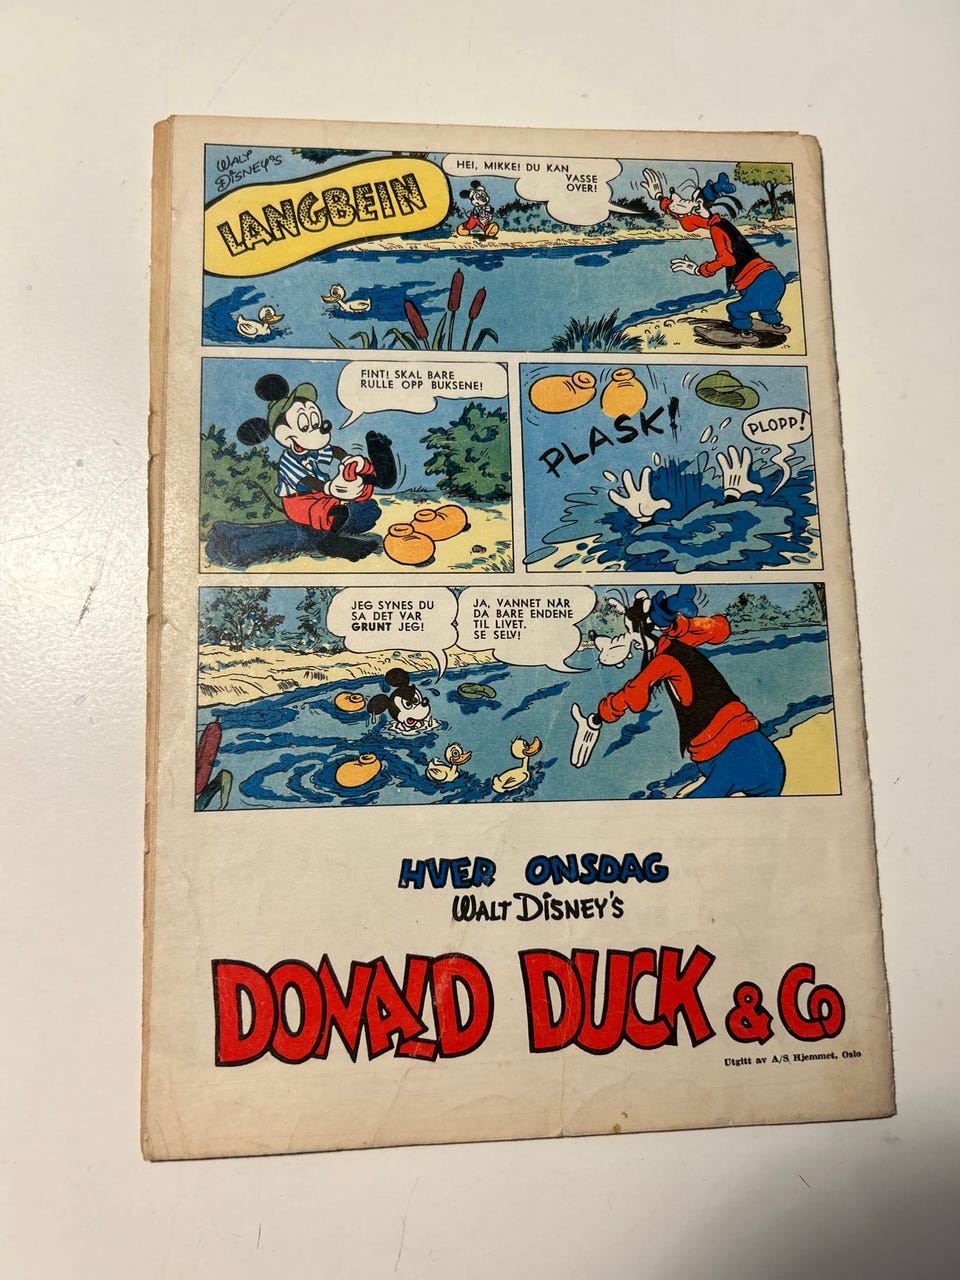 WALT
DISNEY'S
LANGBEIN
HEI, MIKKE! DU KAN
VASSE
OVER!
FINT! SKAL BARE
RULLE OPP BUKSENE!
PLASK!
PLOPP!
JEG SYNES DU
SA DET VAR
GRUNT JEG!
JA, VANNET NÅR
DA BARE ENDENE
TIL LIVET.
SE SELV!
HVER ONSDAG
WALT DISNEY'S
DONALD DUCK & Co
Utgitt av A/S Hjemmet, Oslo